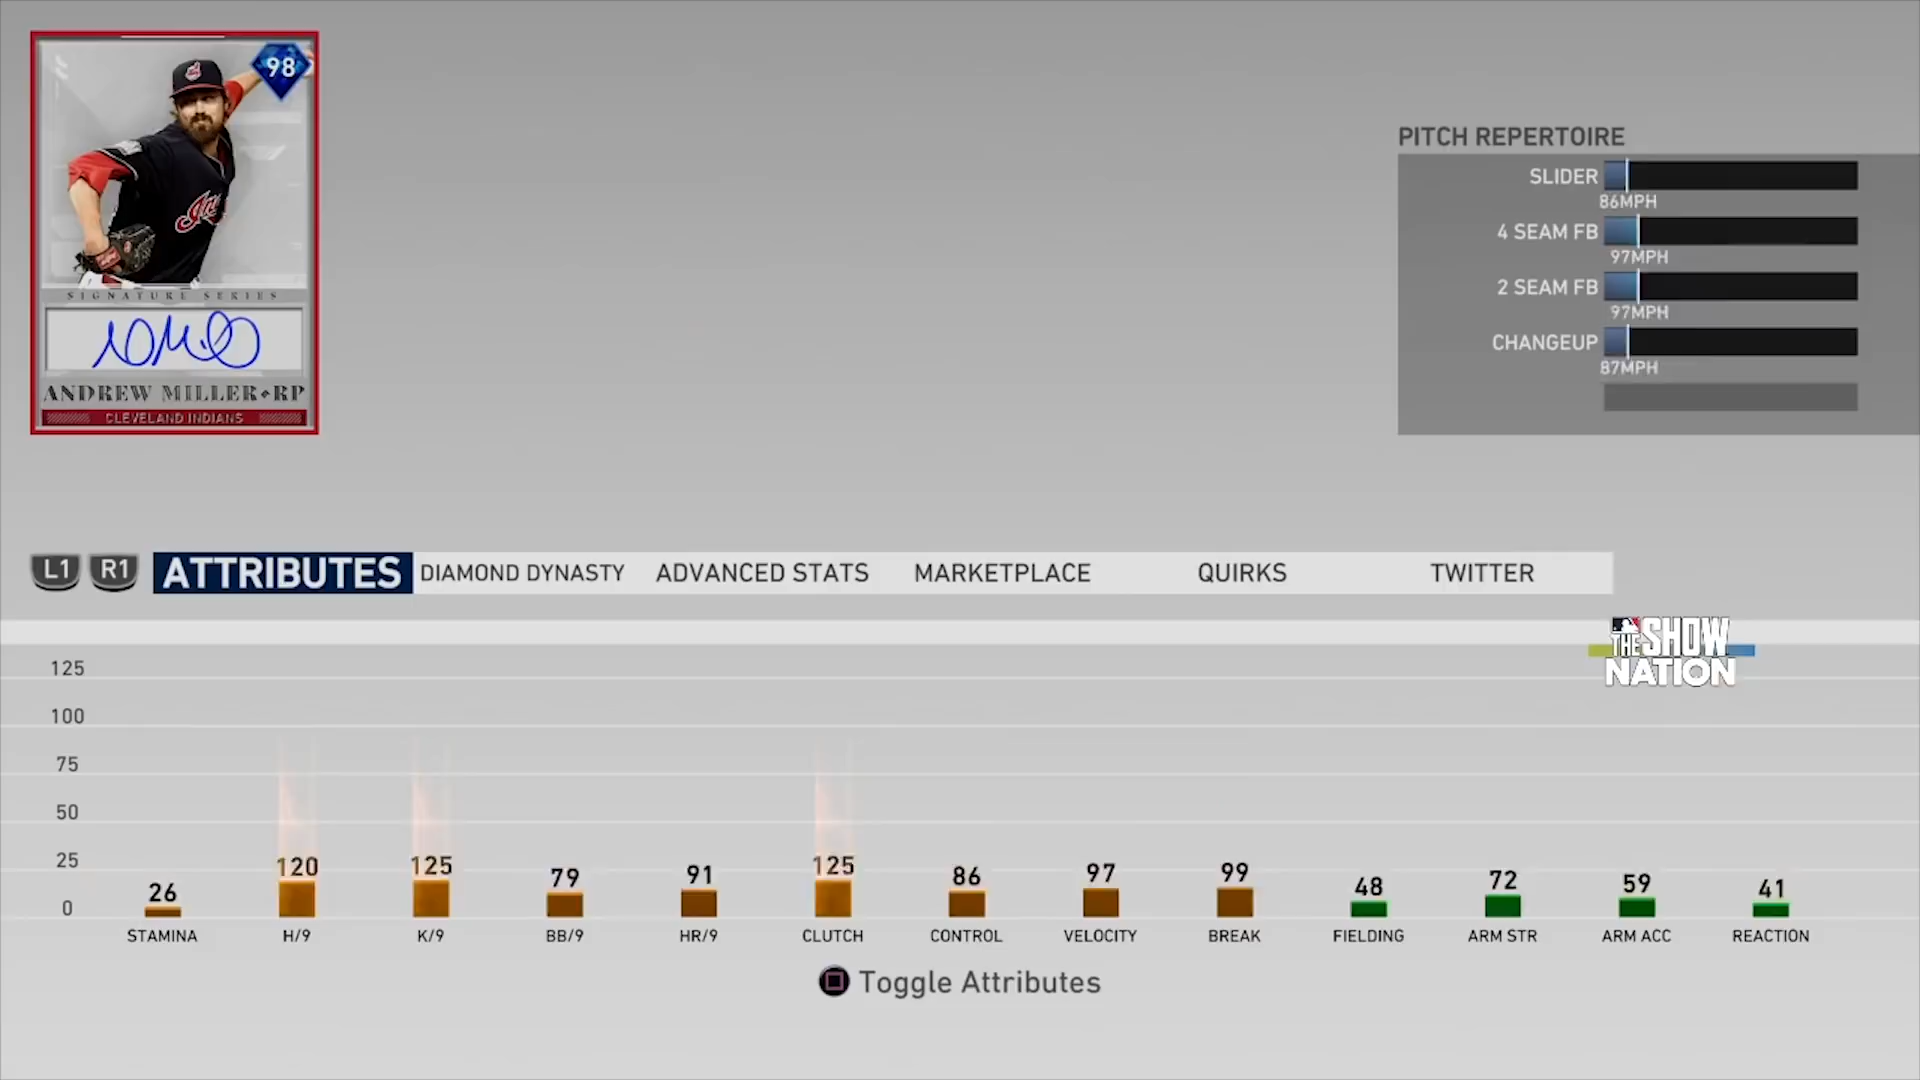 98
SIGNATURE SERIES
ANDREW MILLER RP
CLEVELAND INDIANS
PITCH REPERTOIRE
SLIDER
86MPH
4 SEAM FB
97MPH
2 SEAM FB
97MPH
CHANGEUP
87MPH
L1 R1 ATTRIBUTES DIAMOND DYNASTY ADVANCED STATS MARKETPLACE QUIRKS TWITTER
THE SHOW
NATION
125
100
75
50
25
0
26 120 125 79 91 125 86 97 99 48 72 59 41
STAMINA H/9 K/9 BB/9 HR/9 CLUTCH CONTROL VELOCITY BREAK FIELDING ARM STR ARM ACC REACTION
Toggle Attributes